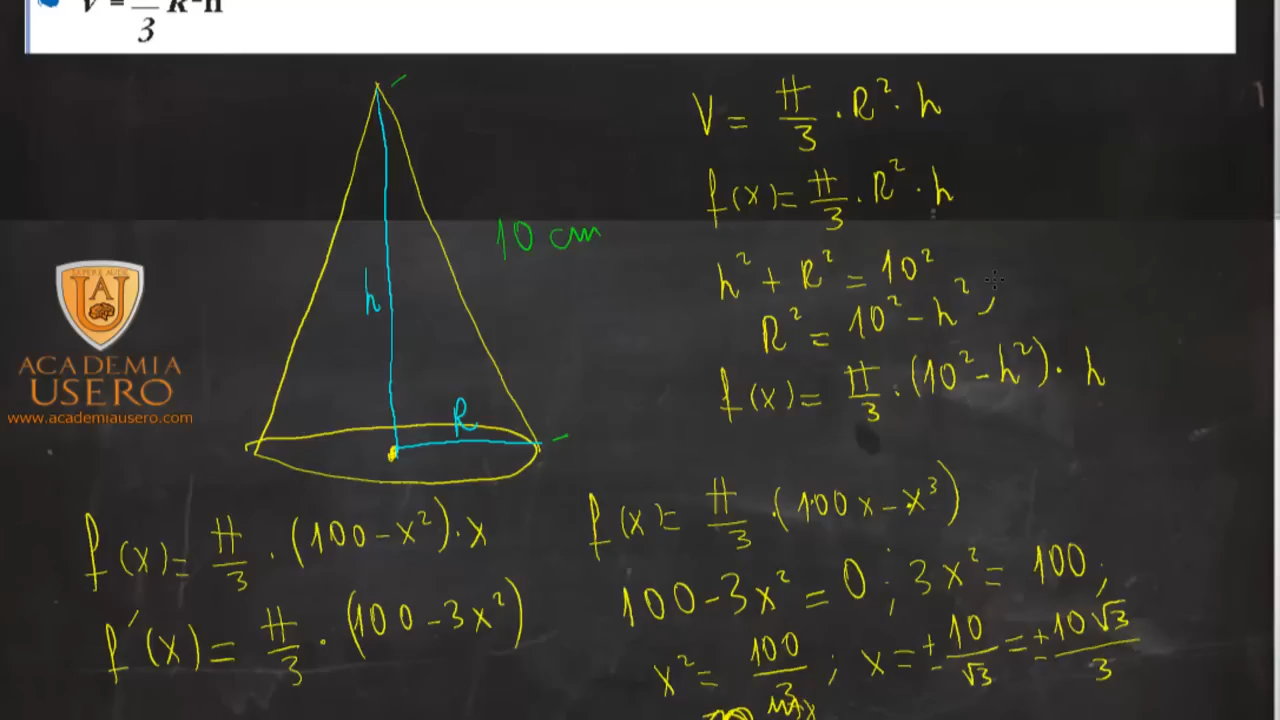 V = π/3 R²h
V = π/3 · R² · h
f(x) = π/3 · R² · h
10 cm
h² + R² = 10²
h
R² = 10² - h²
ACADEMIA
USERO
www.academiausero.com
f(x) = π/3 · (10² - h²) · h
R
f(x) = π/3 · (100x - x³)
f(x) = π/3 · (100 - x²) · x
100 - 3x² = 0 ; 3x² = 100 ;
f'(x) = π/3 · (100 - 3x²)
x² = 100/3 ; x = ± 10/√3 = ± 10√3/3